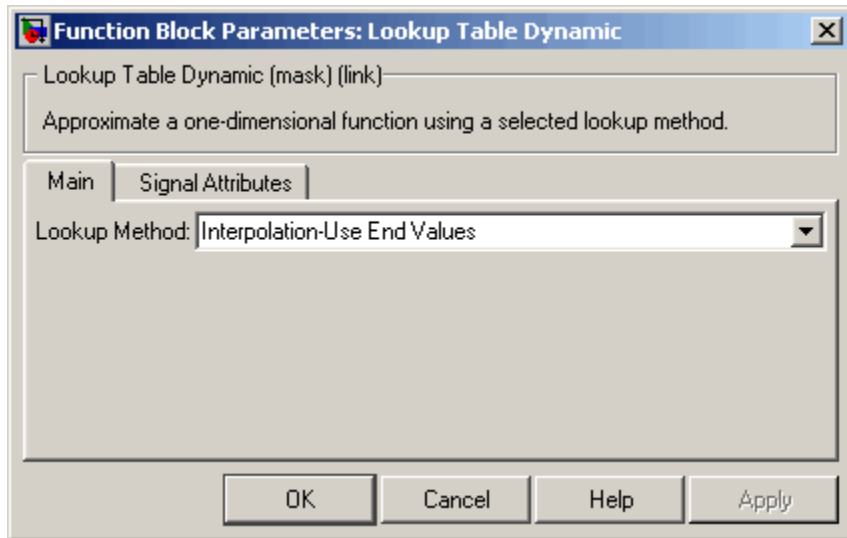 Function Block Parameters: Lookup Table Dynamic
Lookup Table Dynamic (mask) (link)
Approximate a one-dimensional function using a selected lookup method.
Main Signal Attributes
Lookup Method: Interpolation-Use End Values
OK Cancel Help Apply